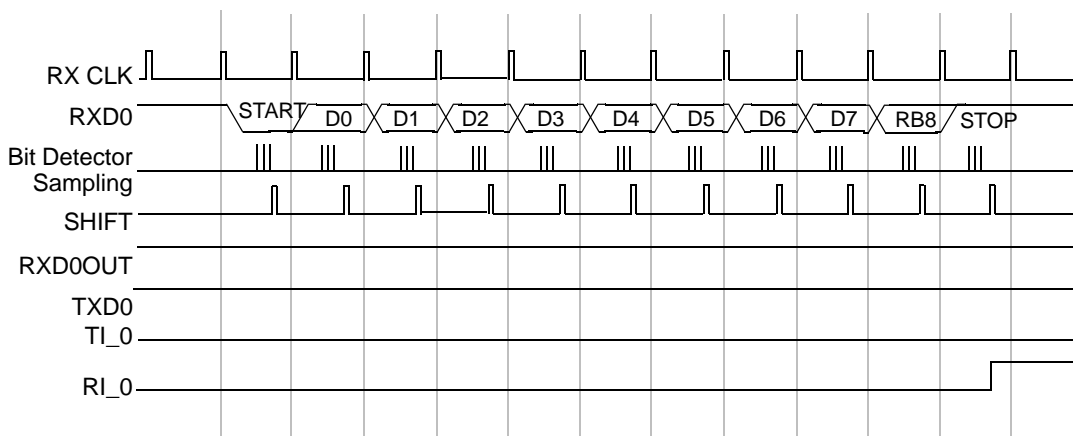 RX CLK
RXD0
START D0 D1 D2 D3 D4 D5 D6 D7 RB8 STOP
Bit Detector
Sampling
SHIFT
RXD0OUT
TXD0
TI_0
RI_0